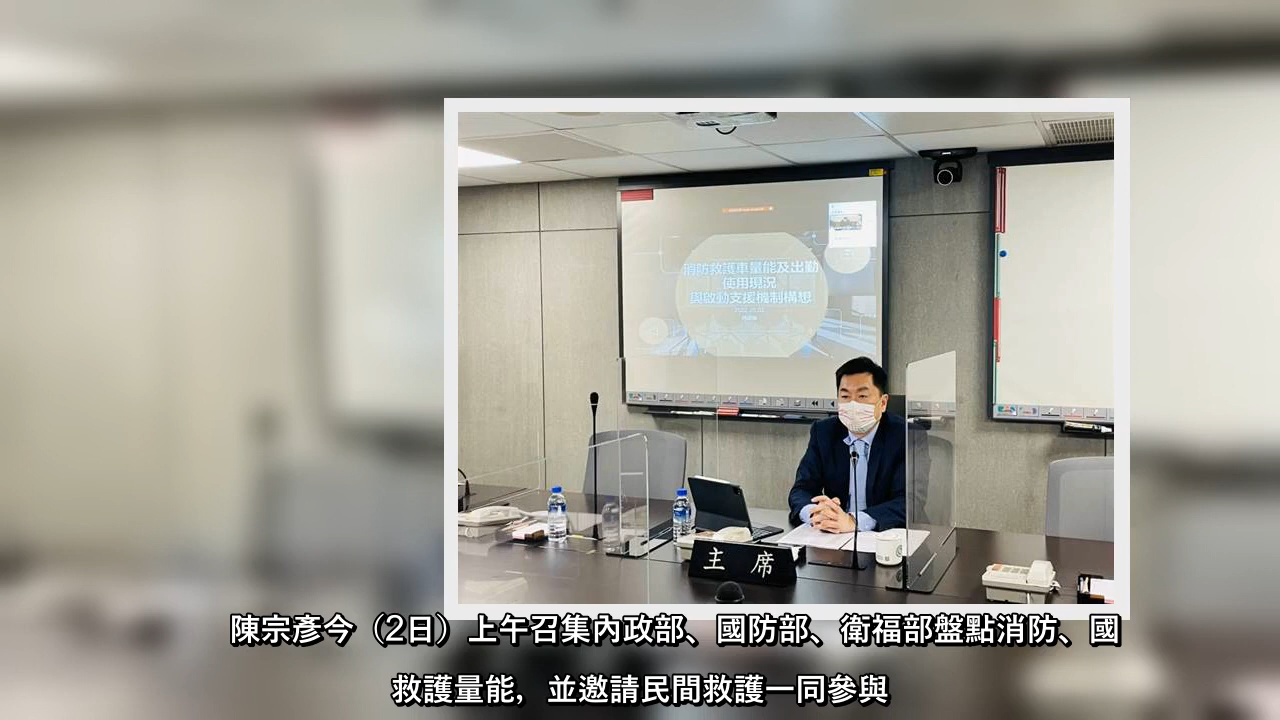 消防救護車量能及出勤
使用現況
與啟動支援機制構想
主席
陳宗彥今（2日）上午召集內政部、國防部、衛福部盤點消防、國
救護量能，並邀請民間救護一同參與